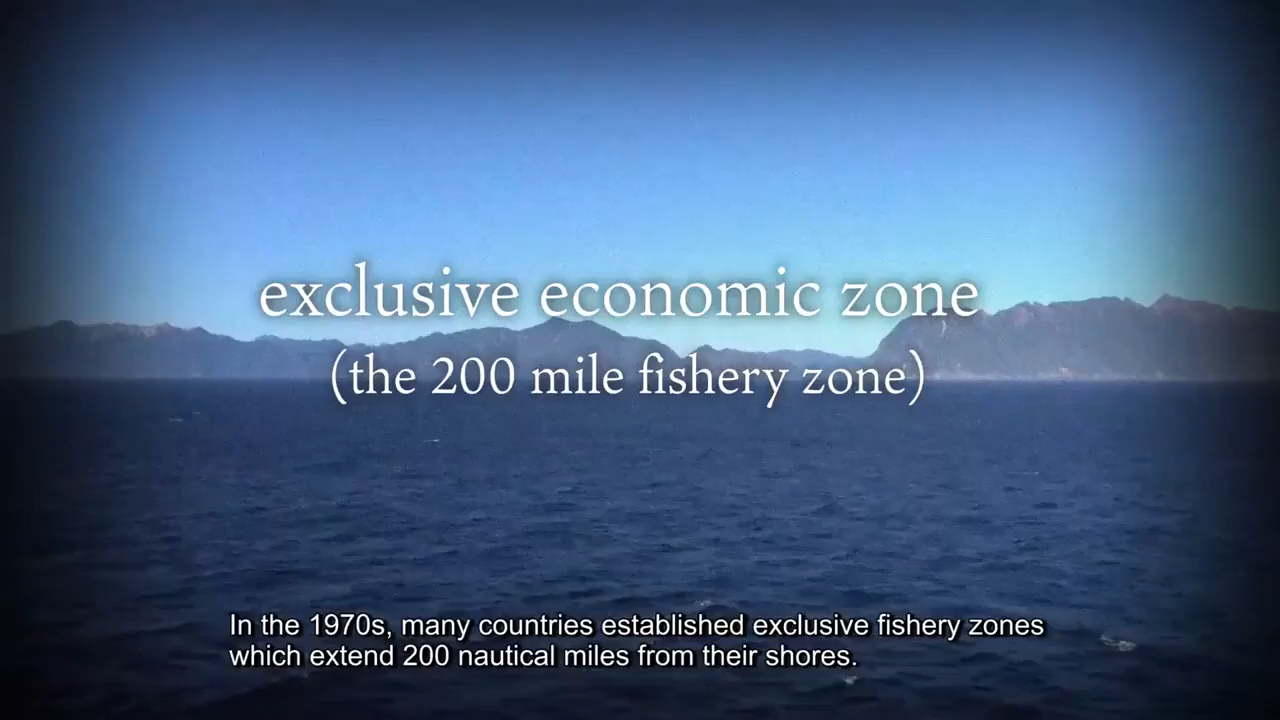 exclusive economic zone
(the 200 mile fishery zone)
In the 1970s, many countries established exclusive fishery zones
which extend 200 nautical miles from their shores.